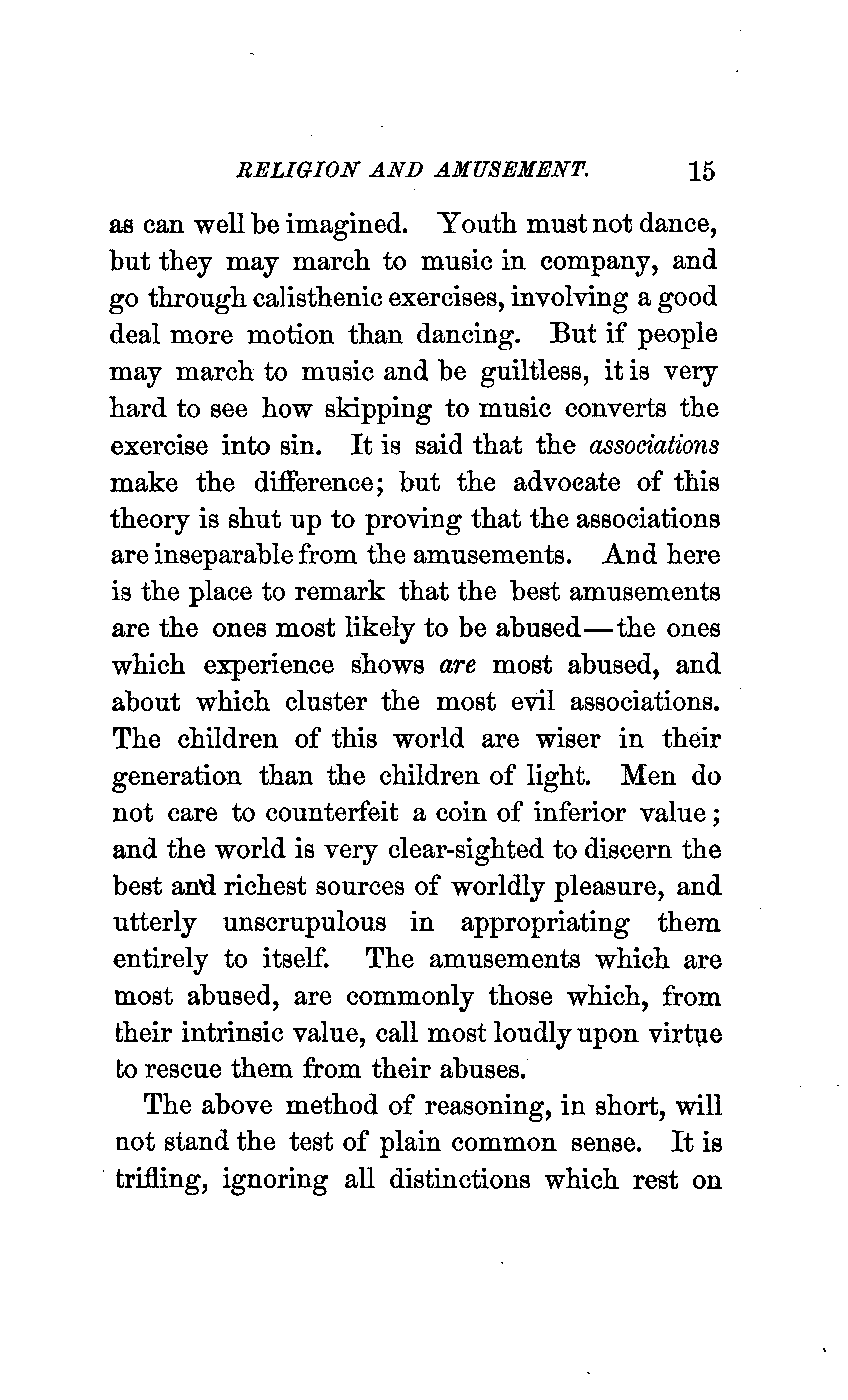 RELIGION AND AMUSEMENT. 15
as can well be imagined. Youth must not dance,
but they may march to music in company, and
go through calisthenic exercises, involving a good
deal more motion than dancing. But if people
may march to music and be guiltless, it is very
hard to see how skipping to music converts the
exercise into sin. It is said that the associations
make the difference; but the advocate of this
theory is shut up to proving that the associations
are inseparable from the amusements. And here
is the place to remark that the best amusements
are the ones most likely to be abused—the ones
which experience shows are most abused, and
about which cluster the most evil associations.
The children of this world are wiser in their
generation than the children of light. Men do
not care to counterfeit a coin of inferior value;
and the world is very clear-sighted to discern the
best and richest sources of worldly pleasure, and
utterly unscrupulous in appropriating them
entirely to itself. The amusements which are
most abused, are commonly those which, from
their intrinsic value, call most loudly upon virtue
to rescue them from their abuses.
The above method of reasoning, in short, will
not stand the test of plain common sense. It is
trifling, ignoring all distinctions which rest on